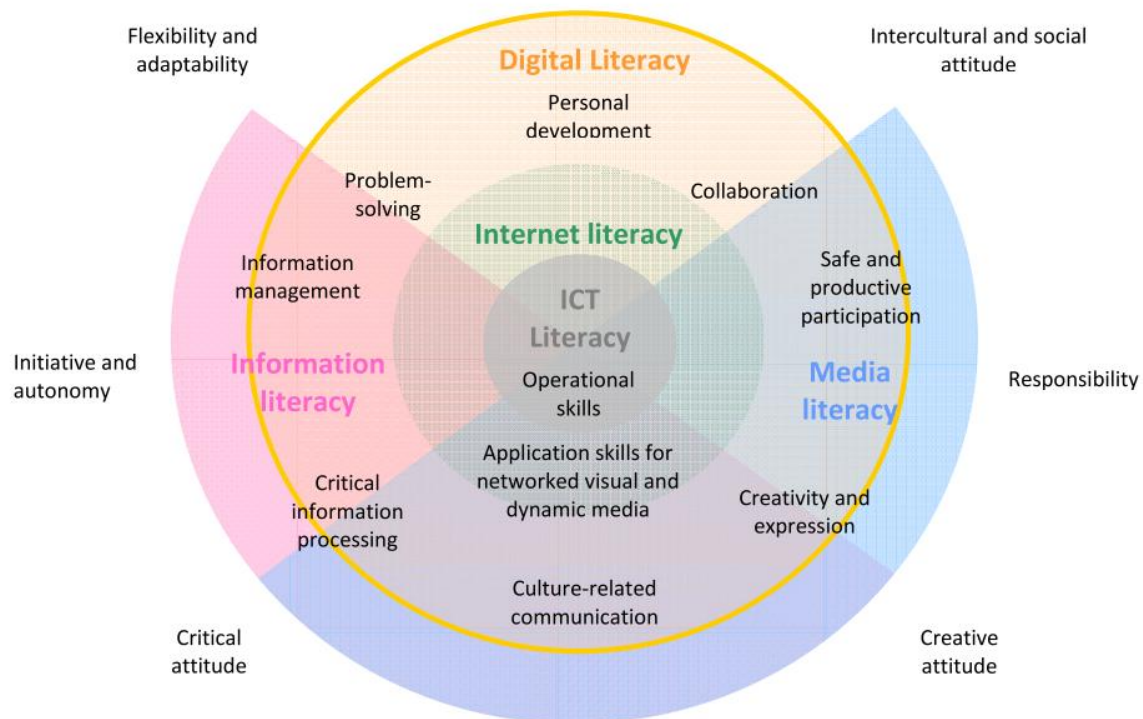 Flexibility and
adaptability
Intercultural and social
attitude
Digital Literacy
Personal
development
Problem-
solving
Collaboration
Internet literacy
Information
management
Safe and
productive
participation
ICT
Literacy
Initiative and
autonomy
Information
literacy
Operational
skills
Media
literacy
Responsibility
Application skills for
networked visual and
dynamic media
Critical
information
processing
Creativity and
expression
Culture-related
communication
Critical
attitude
Creative
attitude